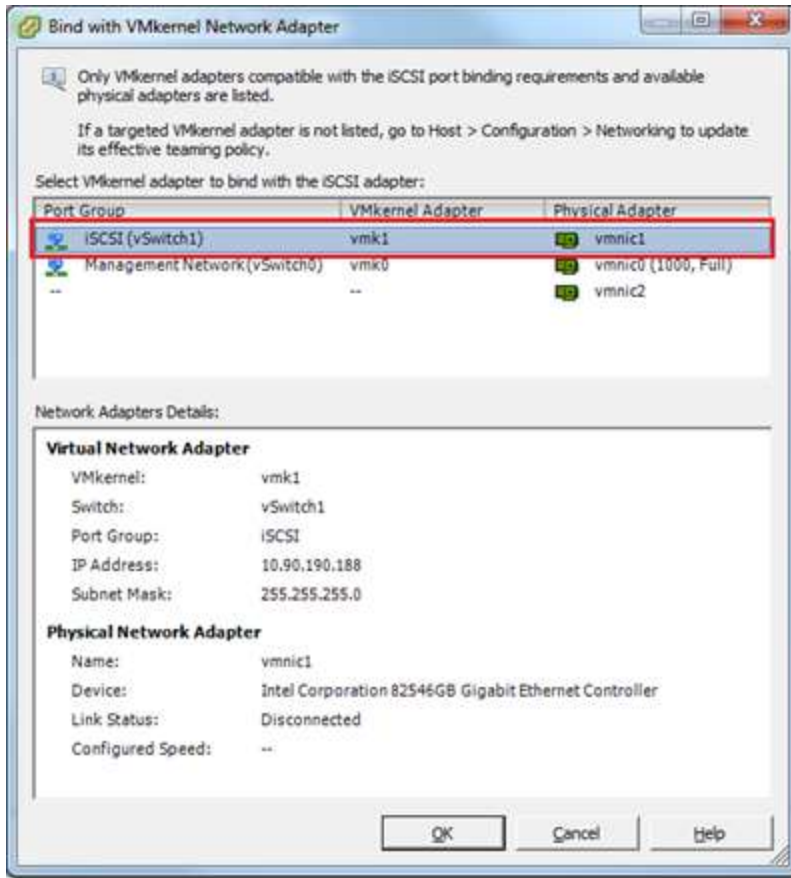 Bind with VMkernel Network Adapter
Only VMkernel adapters compatible with the iSCSI port binding requirements and available
physical adapters are listed.
If a targeted VMkernel adapter is not listed, go to Host > Configuration > Networking to update
its effective teaming policy.
Select VMkernel adapter to bind with the iSCSI adapter:
Port Group VMkernel Adapter Physical Adapter
iSCSI (vSwitch1) vmk1 vmnic1
Management Network (vSwitch0) vmk0 vmnic0 (1000, Full)
-- -- vmnic2
Network Adapters Details:
Virtual Network Adapter
VMkernel: vmk1
Switch: vSwitch1
Port Group: iSCSI
IP Address: 10.90.190.188
Subnet Mask: 255.255.255.0
Physical Network Adapter
Name: vmnic1
Device: Intel Corporation 82546GB Gigabit Ethernet Controller
Link Status: Disconnected
Configured Speed: --
OK Cancel Help